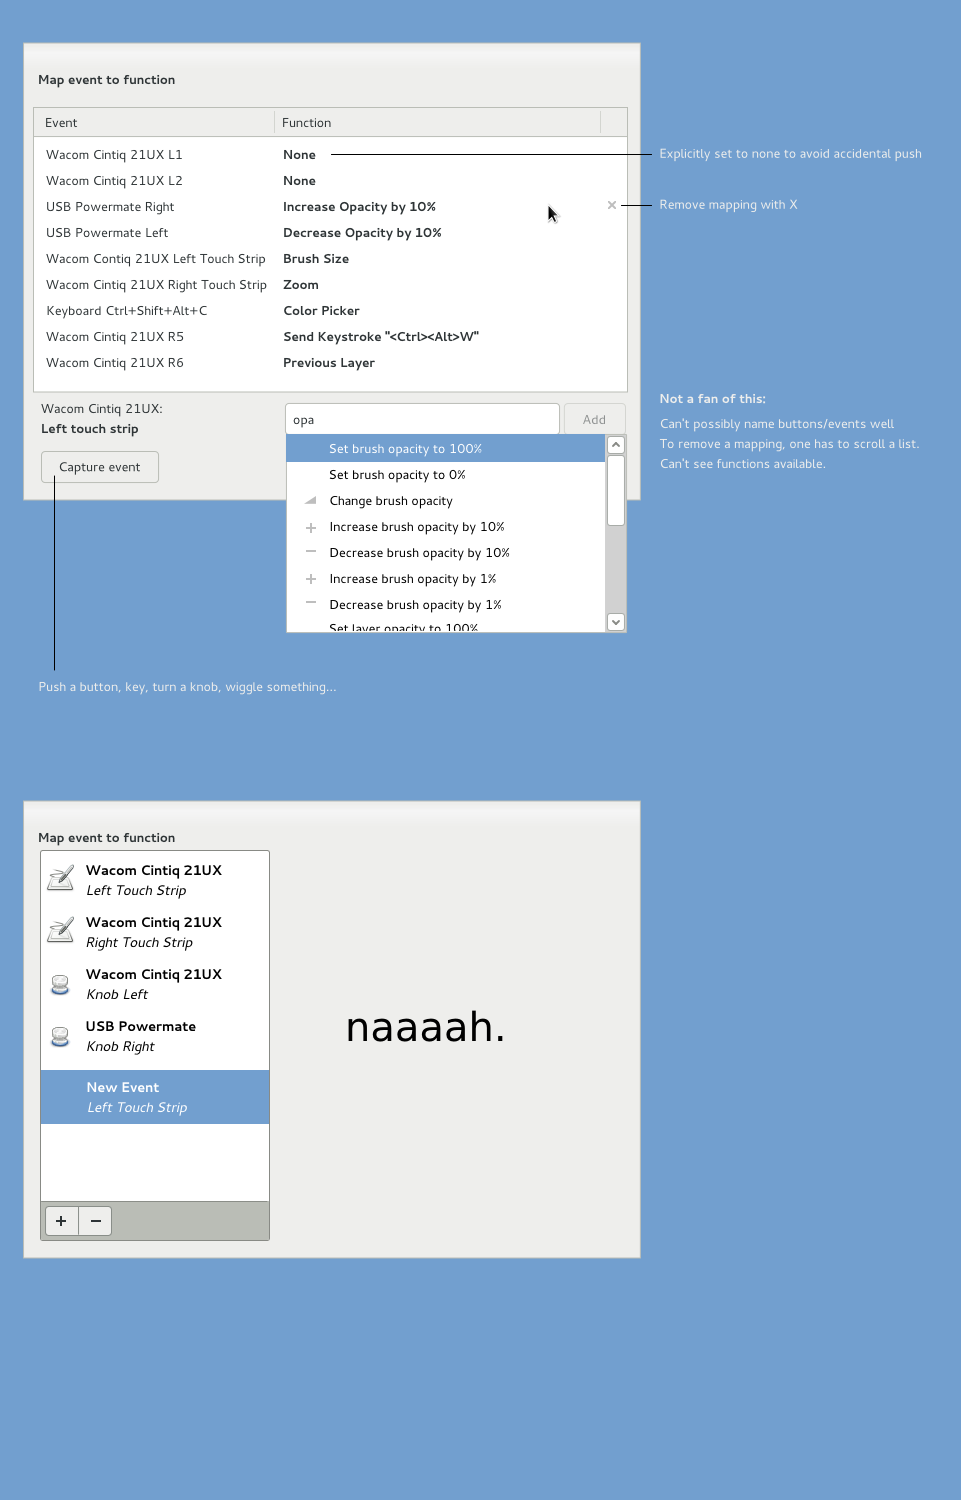 Map event to function
Event Function
Wacom Cintiq 21UX L1 None Explicitly set to none to avoid accidental push
Wacom Cintiq 21UX L2 None
USB Powermate Right Increase Opacity by 10% Remove mapping with X
USB Powermate Left Decrease Opacity by 10%
Wacom Contiq 21UX Left Touch Strip Brush Size
Wacom Cintiq 21UX Right Touch Strip Zoom
Keyboard Ctrl+Shift+Alt+C Color Picker
Wacom Cintiq 21UX R5 Send Keystroke "<Ctrl><Alt>W"
Wacom Cintiq 21UX R6 Previous Layer
Not a fan of this:
Can't possibly name buttons/events well
To remove a mapping, one has to scroll a list.
Can't see functions available.
Wacom Cintiq 21UX:
Left touch strip
opa Add
Capture event
Set brush opacity to 100%
Set brush opacity to 0%
Change brush opacity
Increase brush opacity by 10%
Decrease brush opacity by 10%
Increase brush opacity by 1%
Decrease brush opacity by 1%
Set layer opacity to 100%
Push a button, key, turn a knob, wiggle something...
Map event to function
Wacom Cintiq 21UX
Left Touch Strip
Wacom Cintiq 21UX
Right Touch Strip
Wacom Cintiq 21UX
Knob Left
USB Powermate
Knob Right
New Event
Left Touch Strip
naaaah.